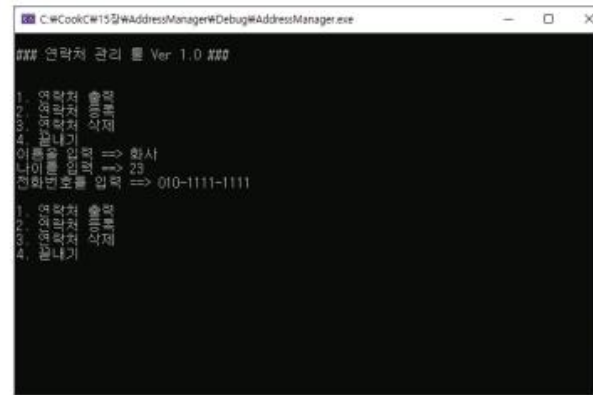 C:₩CookC₩15장₩AddressManager₩Debug₩AddressManager.exe
### 연락처 관리 툴 Ver 1.0 ###
1. 연락처 출력
2. 연락처 등록
3. 연락처 삭제
4. 끝내기
이름을 입력 ==> 화사
나이를 입력 ==> 23
전화번호를 입력 ==> 010-1111-1111
1. 연락처 출력
2. 연락처 등록
3. 연락처 삭제
4. 끝내기